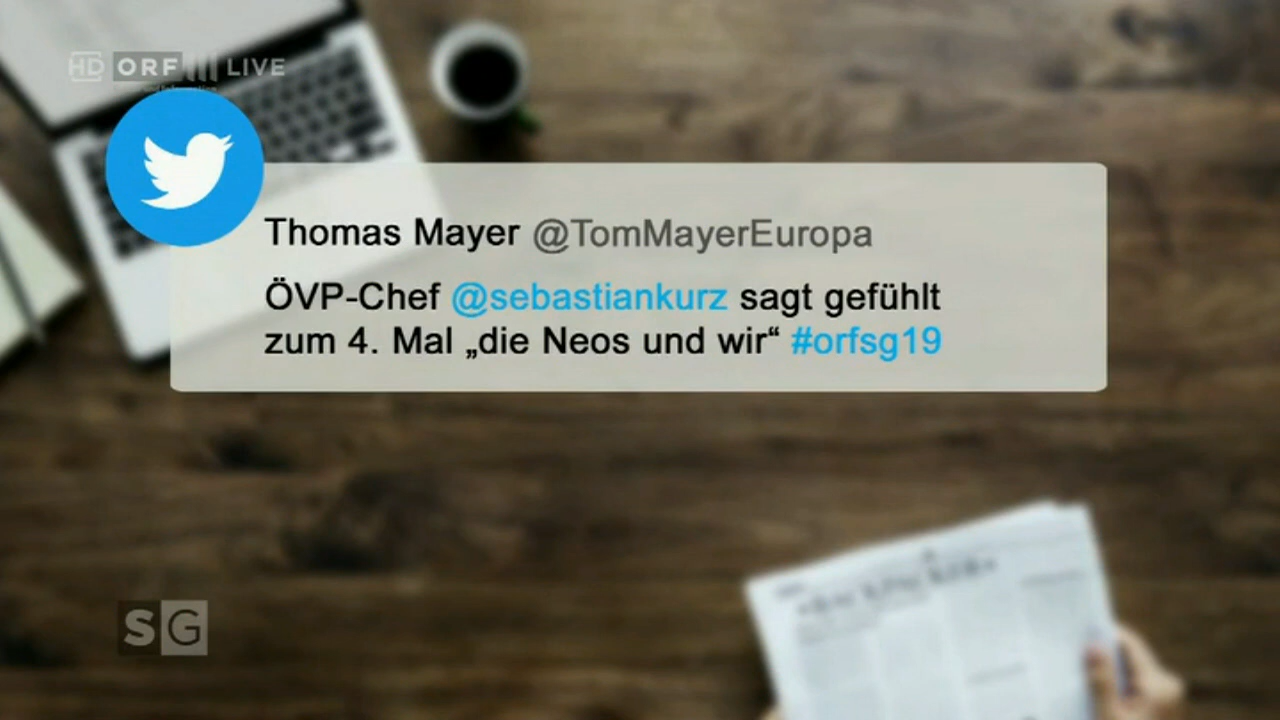 HD ORF III LIVE
Thomas Mayer @TomMayerEuropa
ÖVP-Chef @sebastiankurz sagt gefühlt
zum 4. Mal „die Neos und wir“ #orfsg19
SG